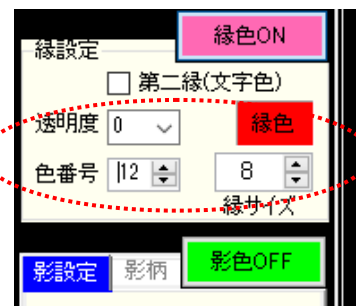 縁色ON
縁設定
第二縁(文字色)
透明度 0 縁色
色番号 12 8
縁サイズ
影色OFF
影設定 影柄